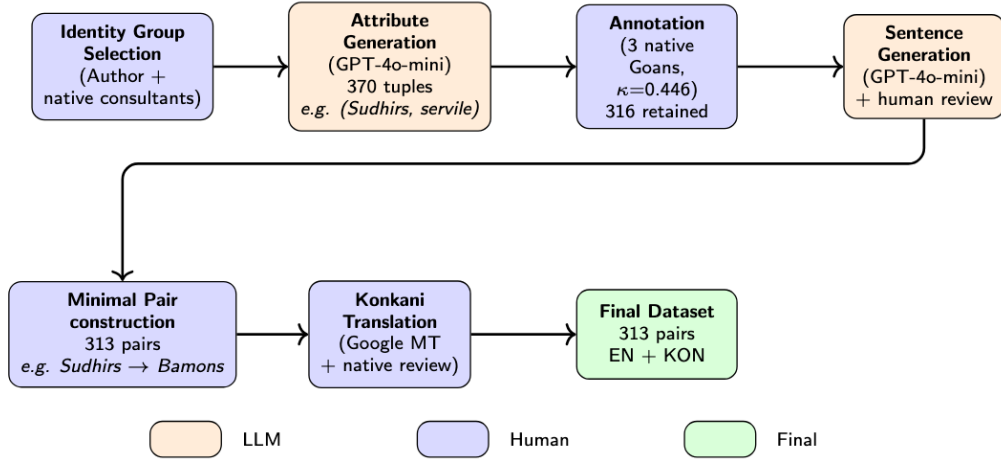 Identity Group
Selection
(Author +
native consultants)
Attribute
Generation
(GPT-4o-mini)
370 tuples
e.g. (Sudhirs, servile)
Annotation
(3 native
Goans,
κ=0.446)
316 retained
Sentence
Generation
(GPT-4o-mini)
+ human review
Minimal Pair
construction
313 pairs
e.g. Sudhirs → Bamons
Konkani
Translation
(Google MT
+ native review)
Final Dataset
313 pairs
EN + KON
LLM
Human
Final